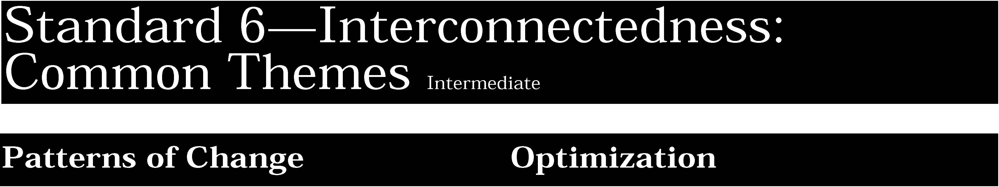 Standard 6—Interconnectedness:
Common Themes Intermediate
Patterns of Change
Optimization